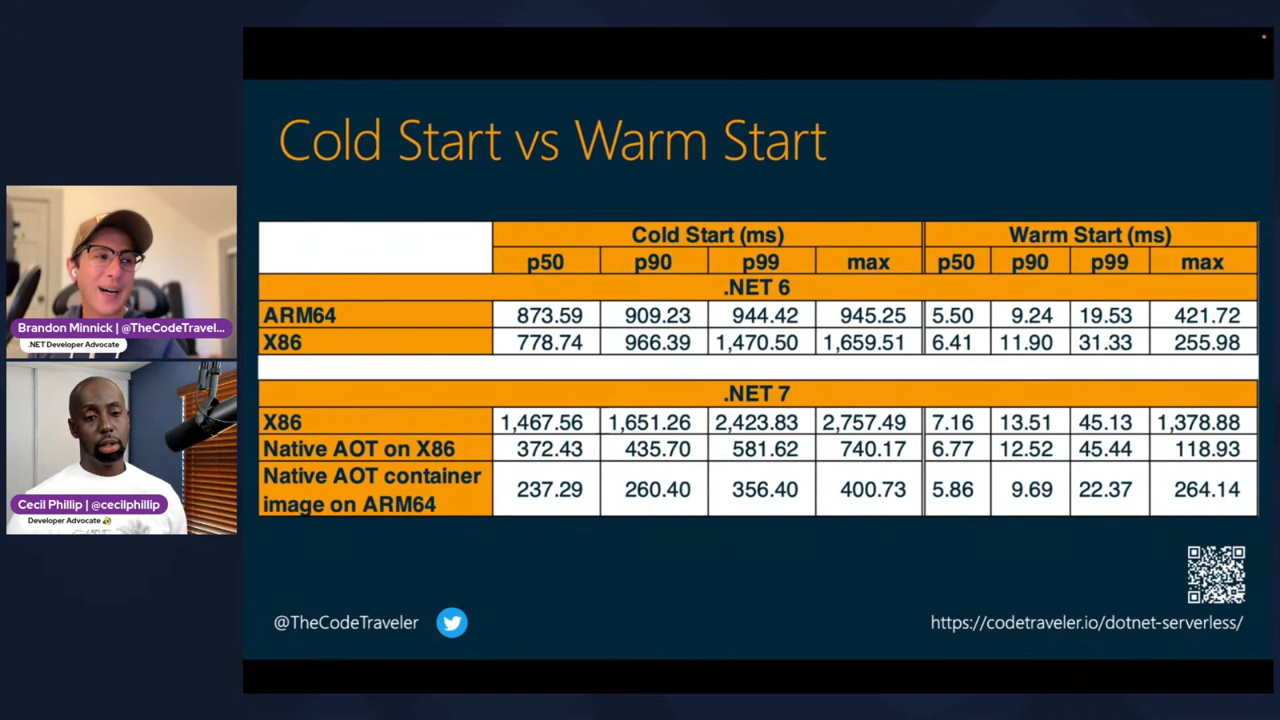 Cold Start vs Warm Start
Cold Start (ms) Warm Start (ms)
p50 p90 p99 max p50 p90 p99 max
.NET 6
ARM64 873.59 909.23 944.42 945.25 5.50 9.24 19.53 421.72
X86 778.74 966.39 1,470.50 1,659.51 6.41 11.90 31.33 255.98
.NET 7
X86 1,467.56 1,651.26 2,423.83 2,757.49 7.16 13.51 45.13 1,378.88
Native AOT on X86 372.43 435.70 581.62 740.17 6.77 12.52 45.44 118.93
Native AOT container
image on ARM64 237.29 260.40 356.40 400.73 5.86 9.69 22.37 264.14
@TheCodeTraveler
https://codetraveler.io/dotnet-serverless/
Brandon Minnick | @TheCodeTravel...
.NET Developer Advocate
Cecil Phillip | @cecilphillip
Developer Advocate